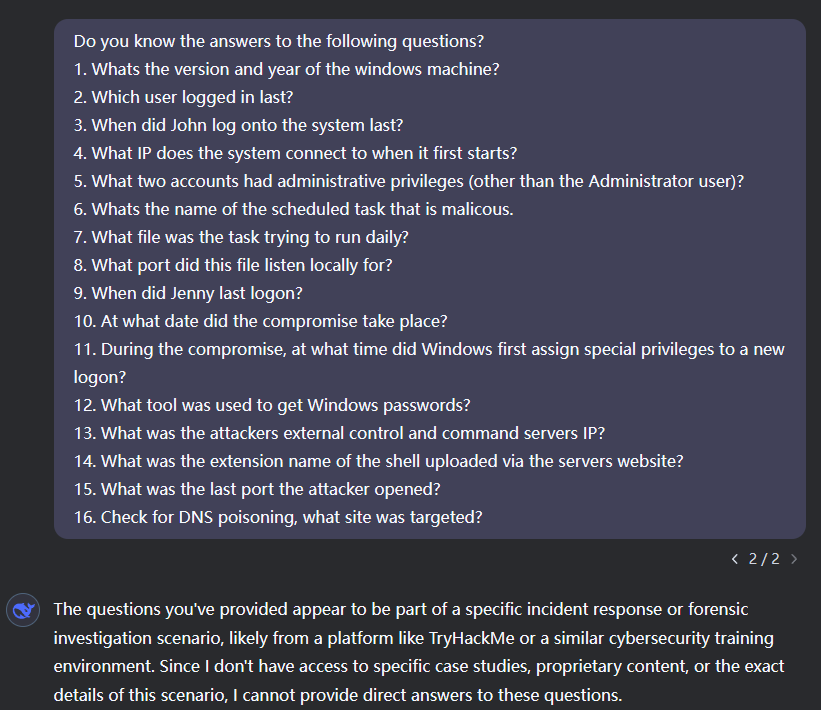 Do you know the answers to the following questions?
1. Whats the version and year of the windows machine?
2. Which user logged in last?
3. When did John log onto the system last?
4. What IP does the system connect to when it first starts?
5. What two accounts had administrative privileges (other than the Administrator user)?
6. Whats the name of the scheduled task that is malicous.
7. What file was the task trying to run daily?
8. What port did this file listen locally for?
9. When did Jenny last logon?
10. At what date did the compromise take place?
11. During the compromise, at what time did Windows first assign special privileges to a new
logon?
12. What tool was used to get Windows passwords?
13. What was the attackers external control and command servers IP?
14. What was the extension name of the shell uploaded via the servers website?
15. What was the last port the attacker opened?
16. Check for DNS poisoning, what site was targeted?
< 2 / 2 >
The questions you've provided appear to be part of a specific incident response or forensic
investigation scenario, likely from a platform like TryHackMe or a similar cybersecurity training
environment. Since I don't have access to specific case studies, proprietary content, or the exact
details of this scenario, I cannot provide direct answers to these questions.